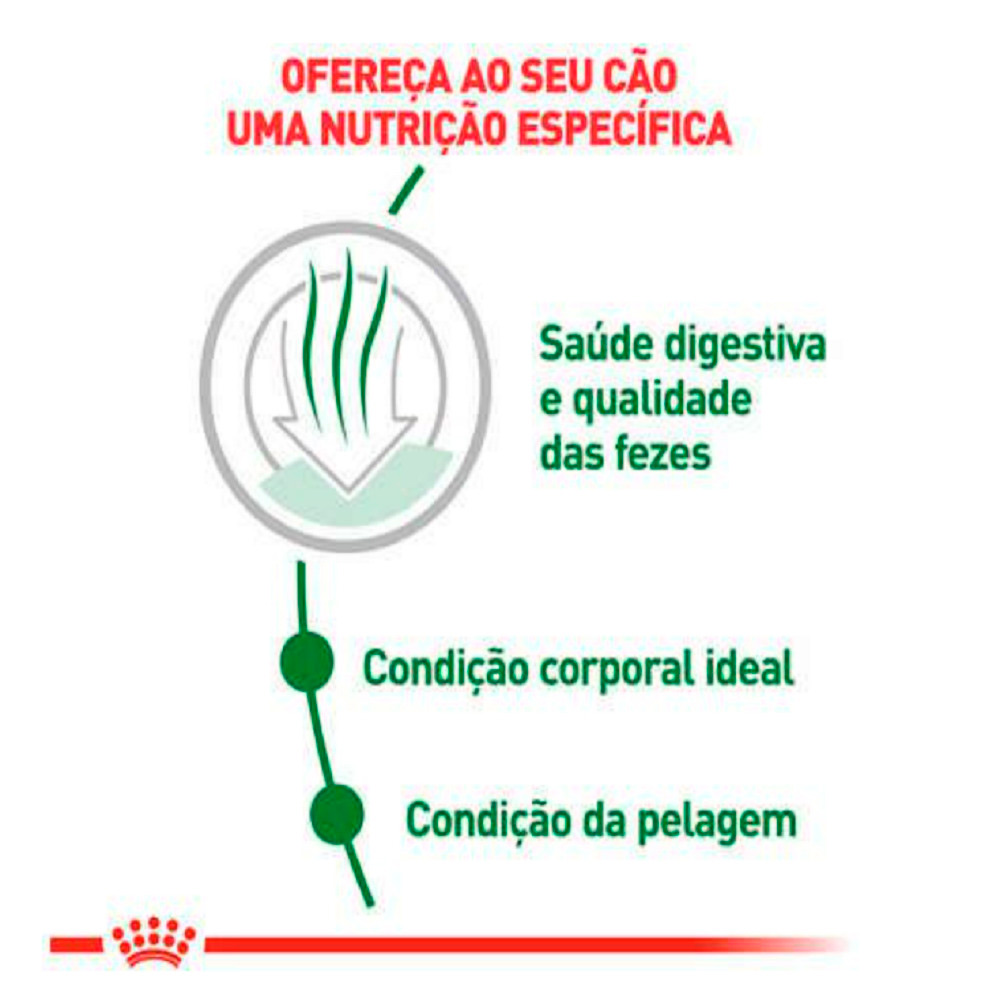 OFEREÇA AO SEU CÃO
UMA NUTRIÇÃO ESPECÍFICA
Saúde digestiva
e qualidade
das fezes
Condição corporal ideal
Condição da pelagem